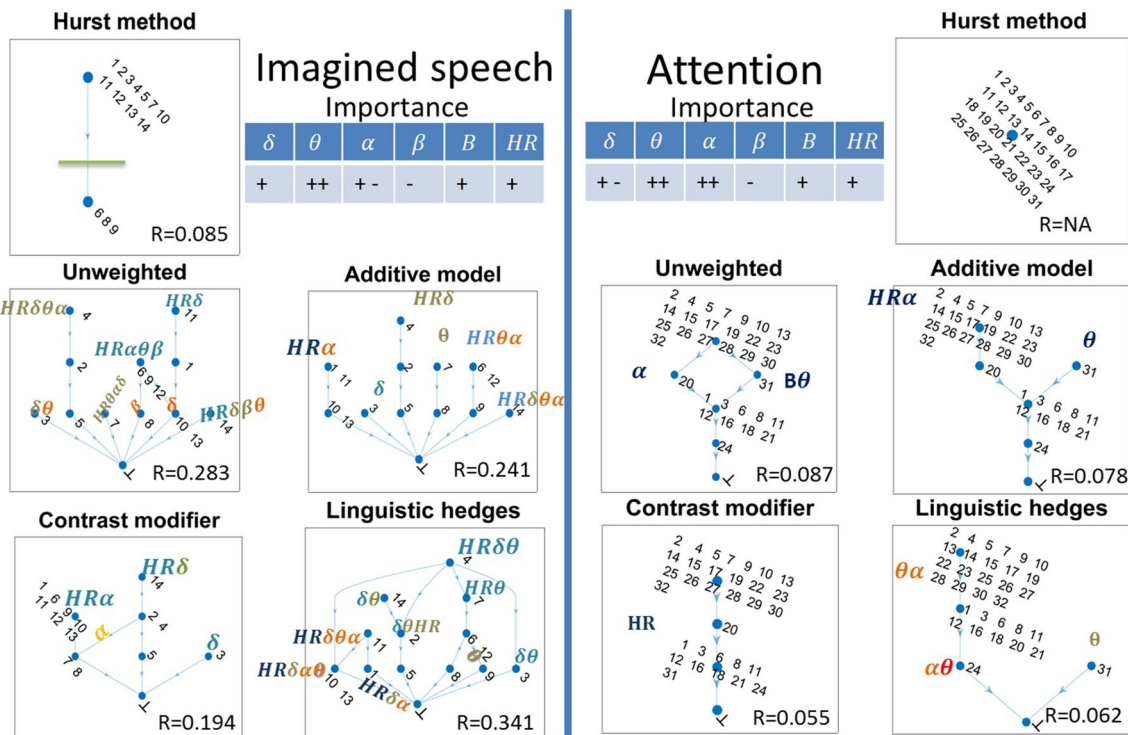 Hurst method
1 2 3 4 5 7 10
11 12 13 14
6 8 9
R=0.085
Imagined speech
Importance
δ θ α β B HR
+ ++ + - - + +
Unweighted
HRδθα
4
HRδ
11
2
HRαθβ
6 9 12
1
δθ
3
5
HRθαδ
7
β
8
δ
10
13
HRδβθ
14
⊥
R=0.283
Additive model
HRδ
4
HRα
1 11
θ
7
HRθα
6 12
2
δ
10 13
3
5
8
9
HRδθα
14
⊥
R=0.241
Contrast modifier
HRδ
14
1 6 9 10
11 12 13
HRα
α
2 4
7 8
5
δ
3
⊥
R=0.194
Linguistic hedges
HRδθ
4
HRθ
7
δθ
14
δθHR
2
HRδθα
11
6 12
θ
HRδαθ
10 13
1
HRδα
5
8
9
δθ
3
⊥
R=0.341
Attention
Importance
δ θ α β B HR
+ - ++ ++ - + +
Hurst method
1 2 3 4 5 6 7 8 9 10
11 12 13 14 15 16 17
18 19 20 21 22 23 24
25 26 27 28 29 30 31
R=NA
Unweighted
2 4 5 7 9 10 13
14 15 17 19 22 23
25 26 27 28 29 30
32
α
20
Bθ
31
1 3 6 8 11
12 16 18 21
24
⊥
R=0.087
Additive model
HRα
2 4 5 7 9 10 13
14 15 17 19 22 23
25 26 27 28 29 30
32
20
θ
31
1 3 6 8 11
12 16 18 21
24
⊥
R=0.078
Contrast modifier
2 4 5 7 9 10 13
14 15 17 19 22 23
25 26 27 28 29 30
32
HR
20
1 3 6 8 11
12 16 18 21 24
31
⊥
R=0.055
Linguistic hedges
2 4 5 7 9 10
13 14 15 17 19
22 23 25 26 27
28 29 30 32
θα
1 3 6 8 11
12 16 18 20 21
αθ
24
θ
31
⊥
R=0.062